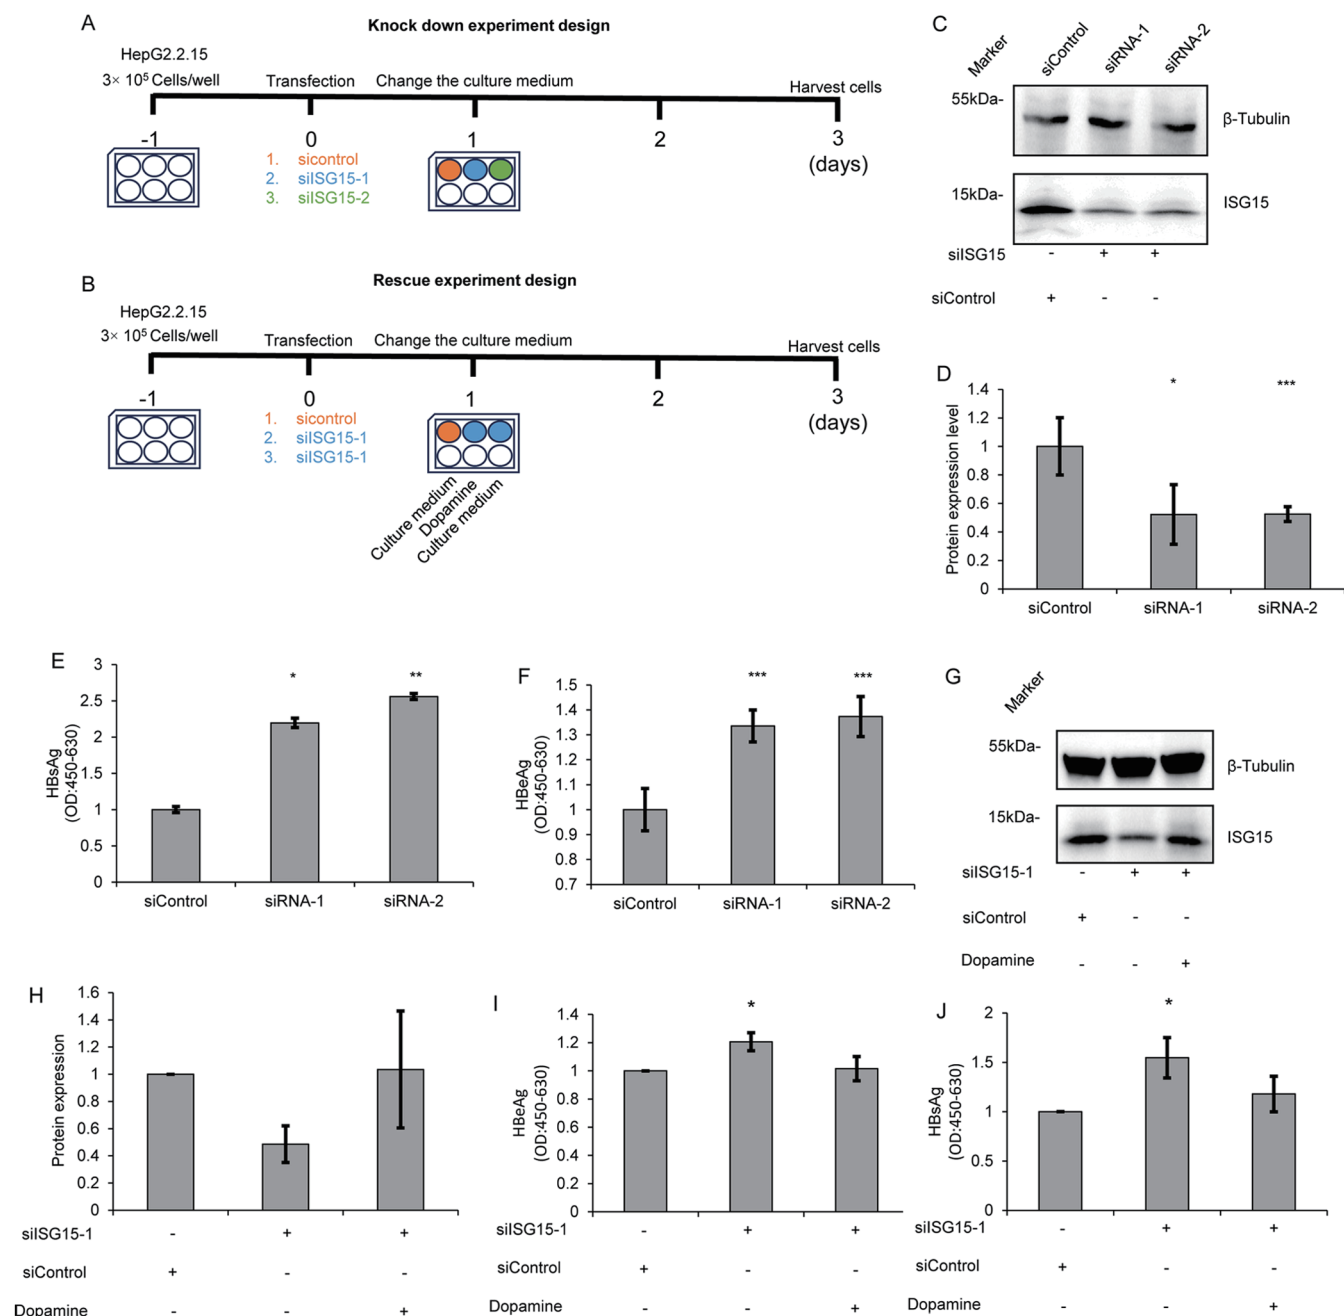 A
Knock down experiment design
HepG2.2.15
3× 10⁵ Cells/well
Transfection
Change the culture medium
Harvest cells
-1
0
1
2
3
(days)
1. sicontrol
2. siISG15-1
3. siISG15-2
B
Rescue experiment design
HepG2.2.15
3× 10⁵ Cells/well
Transfection
Change the culture medium
Harvest cells
-1
0
1
2
3
(days)
1. sicontrol
2. siISG15-1
3. siISG15-1
Culture medium
Dopamine
Culture medium
C
Marker
siControl
siRNA-1
siRNA-2
55kDa-
β-Tubulin
15kDa-
ISG15
siISG15 - + +
siControl + - -
D
Protein expression level
1.4
1.2
1
0.8
0.6
0.4
0.2
0
*
***
siControl siRNA-1 siRNA-2
E
HBsAg
(OD:450-630)
3
2.5
2
1.5
1
0.5
0
*
**
siControl siRNA-1 siRNA-2
F
HBeAg
(OD:450-630)
1.5
1.4
1.3
1.2
1.1
1
0.9
0.8
0.7
***
***
siControl siRNA-1 siRNA-2
G
Marker
55kDa-
β-Tubulin
15kDa-
ISG15
siISG15-1 - + +
siControl + - -
Dopamine - - +
H
Protein expression
1.6
1.4
1.2
1
0.8
0.6
0.4
0.2
0
siISG15-1 - + +
siControl + - -
Dopamine - - +
I
HBeAg
(OD:450-630)
1.4
1.2
1
0.8
0.6
0.4
0.2
0
*
siISG15-1 - + +
siControl + - -
Dopamine - - +
J
HBsAg
(OD:450-630)
2
1.5
1
0.5
0
*
siISG15-1 - + +
siControl + - -
Dopamine - - +